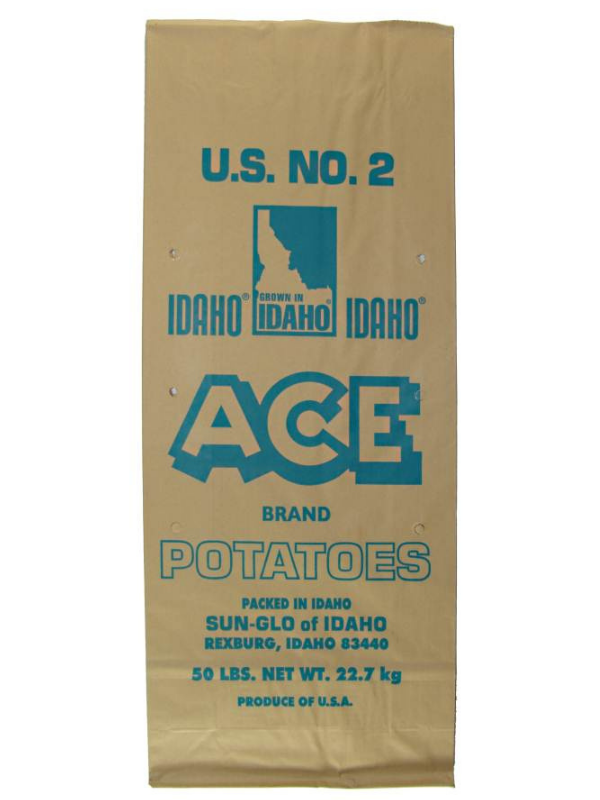 U.S. NO. 2
GROWN IN
IDAHO® IDAHO® IDAHO®
ACE
BRAND
POTATOES
PACKED IN IDAHO
SUN-GLO of IDAHO
REXBURG, IDAHO 83440
50 LBS. NET WT. 22.7 kg
PRODUCE OF U.S.A.